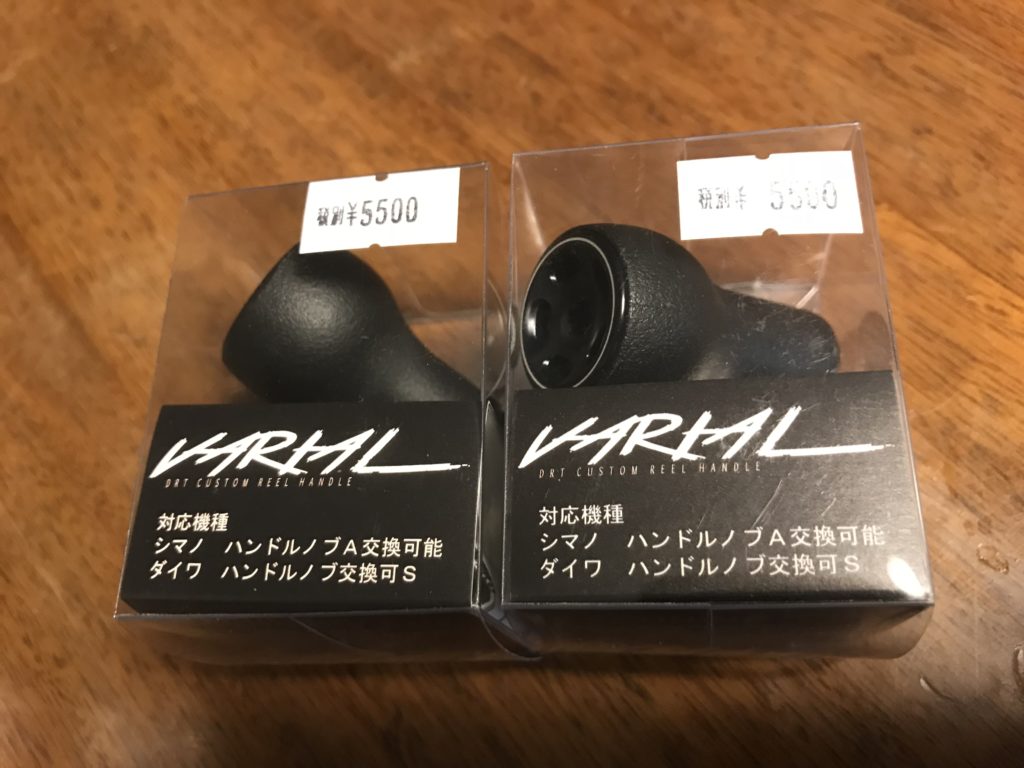 税別¥5500
VARIAL
DRT CUSTOM REEL HANDLE
対応機種
シマノ ハンドルノブA交換可能
ダイワ ハンドルノブ交換可S
税別¥ 5500
VARIAL
DRT CUSTOM REEL HANDLE
対応機種
シマノ ハンドルノブA交換可能
ダイワ ハンドルノブ交換可S